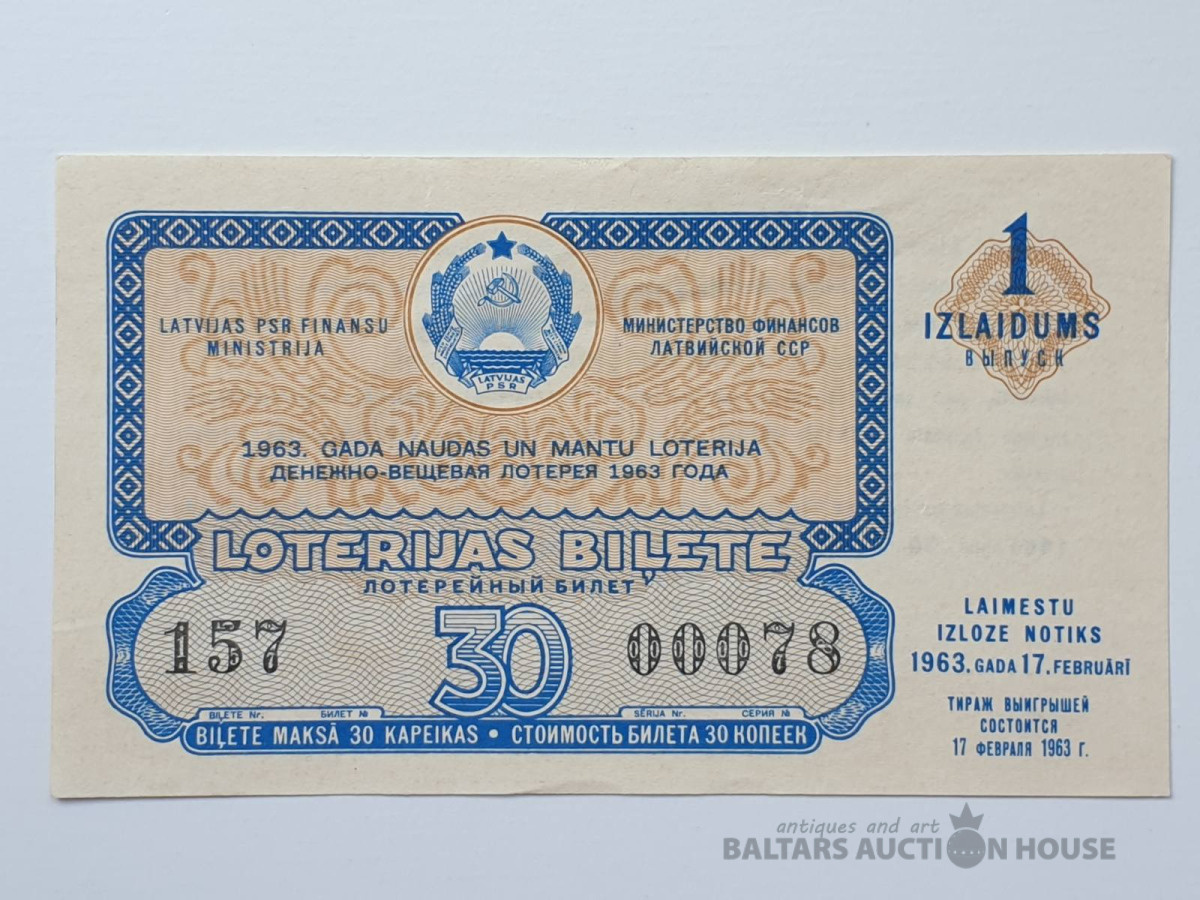 LATVIJAS PSR FINANSU
MINISTRIJA
LATVIJAS
PSR
МИНИСТЕРСТВО ФИНАНСОВ
ЛАТВИЙСКОЙ ССР
1963. GADA NAUDAS UN MANTU LOTERIJA
ДЕНЕЖНО-ВЕЩЕВАЯ ЛОТЕРЕЯ 1963 ГОДА
LOTERIJAS BIĻETE
ЛОТЕРЕЙНЫЙ БИЛЕТ
157 30 00078
BIĻETE Nr. БИЛЕТ № SĒRIJA Nr. СЕРИЯ №
BIĻETE MAKSĀ 30 KAPEIKAS • СТОИМОСТЬ БИЛЕТА 30 КОПЕЕК
1
IZLAIDUMS
ВЫПУСК
LAIMESTU
IZLOZE NOTIKS
1963. GADA 17. FEBRUĀRĪ
ТИРАЖ ВЫИГРЫШЕЙ
СОСТОИТСЯ
17 ФЕВРАЛЯ 1963 г.
antiques and art
BALTARS AUCTION HOUSE